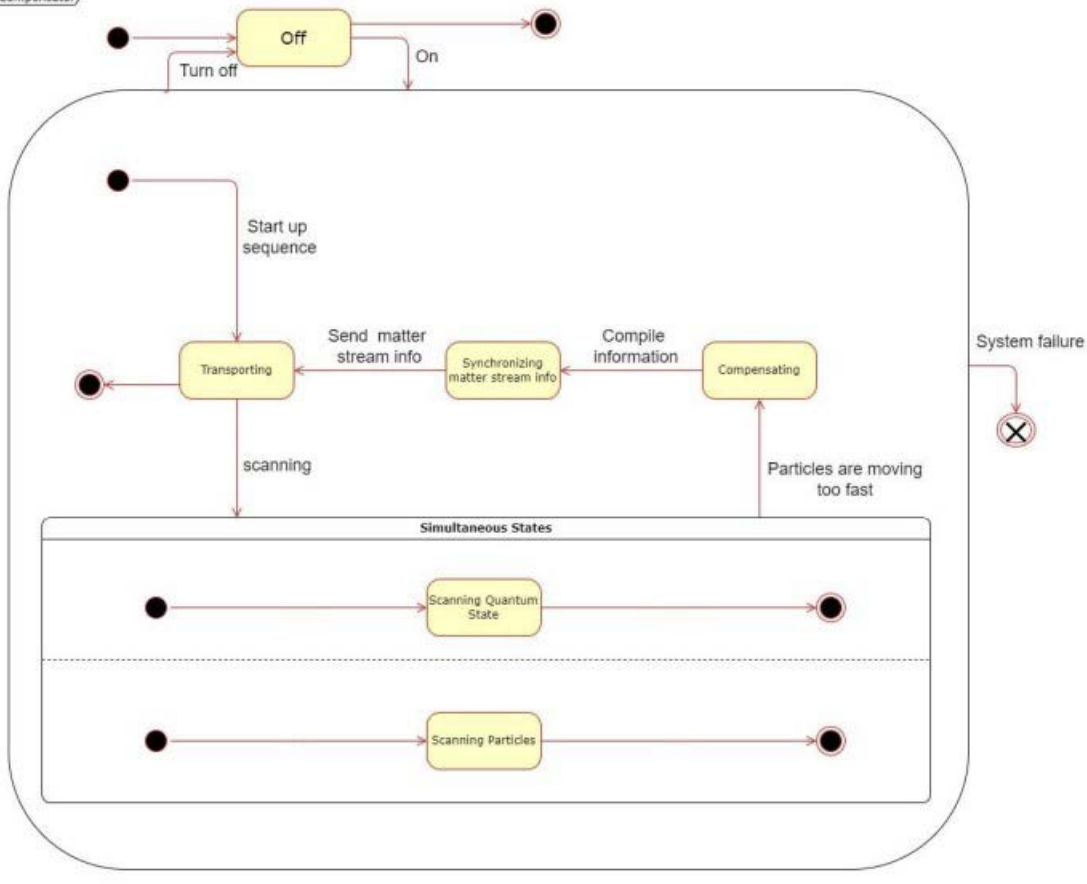 Off
On
Turn off
Start up
sequence
Send matter
stream info
Compile
information
System failure
Transporting
Synchronizing
matter stream info
Compensating
scanning
Particles are moving
too fast
Simultaneous States
Scanning Quantum
State
Scanning Particles